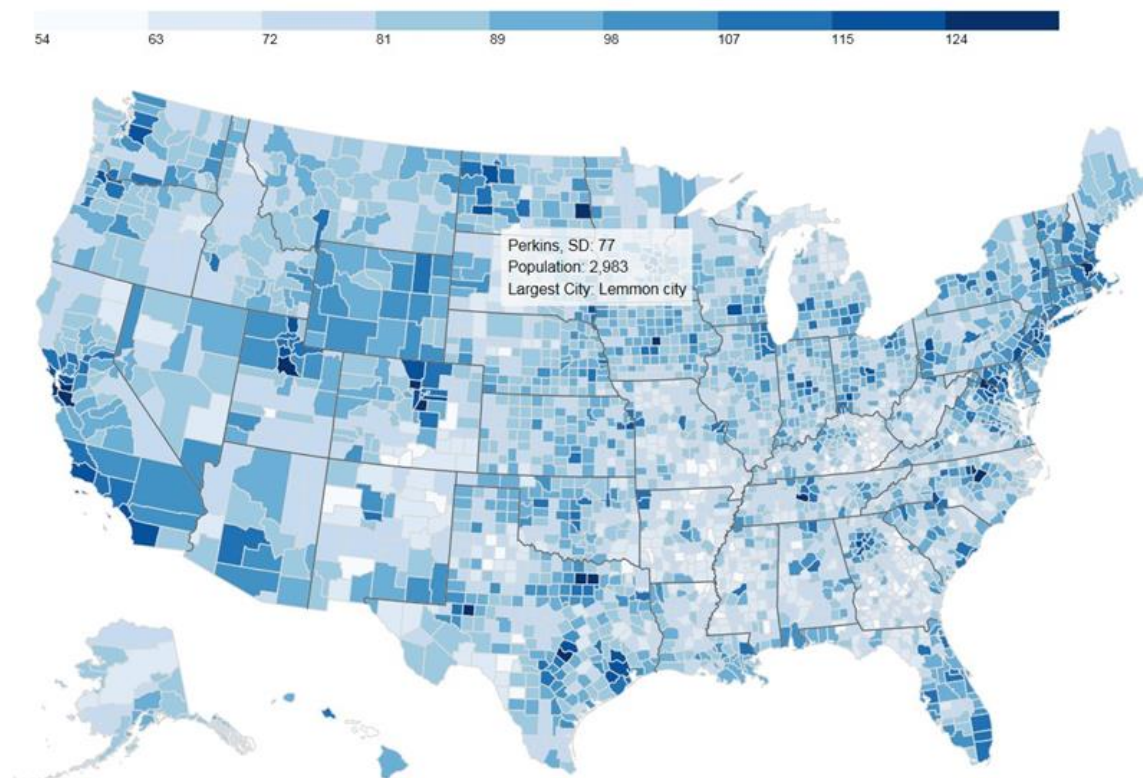 54 63 72 81 89 98 107 115 124
Perkins, SD: 77
Population: 2,983
Largest City: Lemmon city